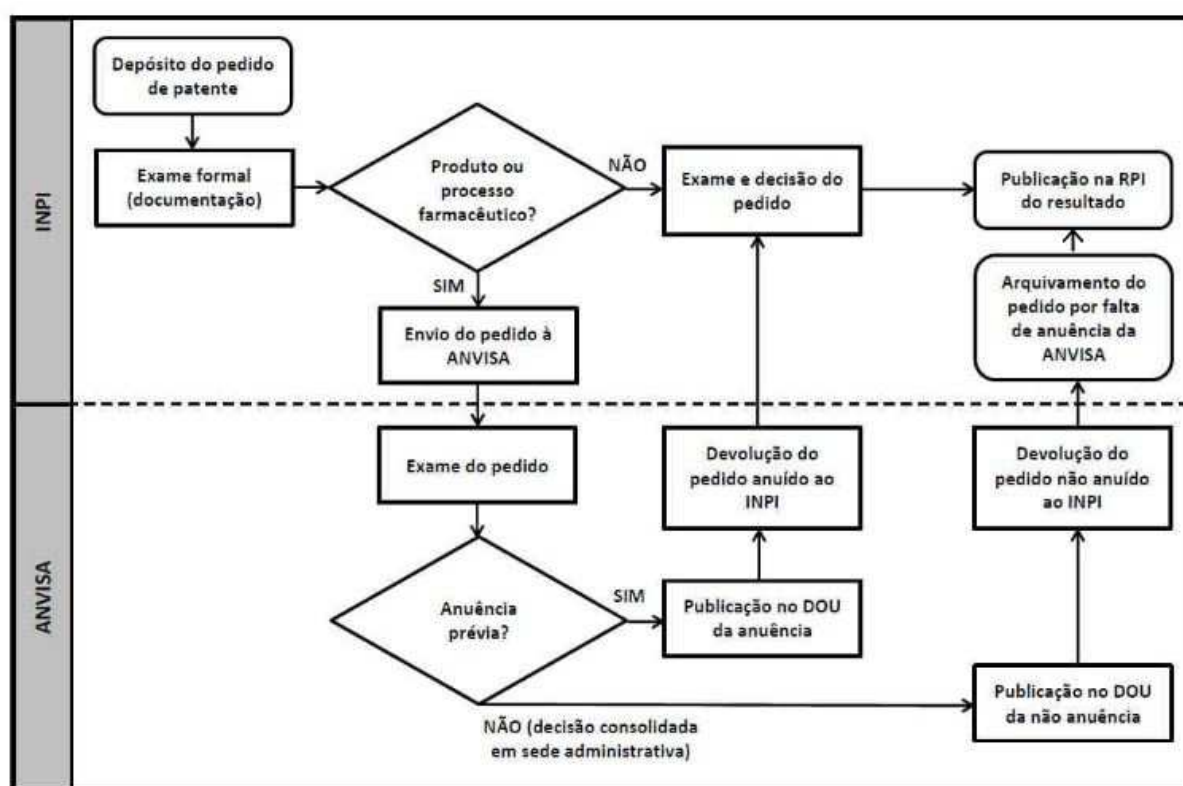 INPI
Depósito do pedido
de patente
Exame formal
(documentação)
Produto ou
processo
farmacêutico?
NÃO
SIM
Exame e decisão do
pedido
Publicação na RPI
do resultado
Arquivamento do
pedido por falta
de anuência da
ANVISA
Envio do pedido à
ANVISA
ANVISA
Exame do pedido
Anuência
prévia?
SIM
Publicação no DOU
da anuência
Devolução do
pedido anuído ao
INPI
NÃO (decisão consolidada
em sede administrativa)
Publicação no DOU
da não anuência
Devolução do
pedido não anuído
ao INPI